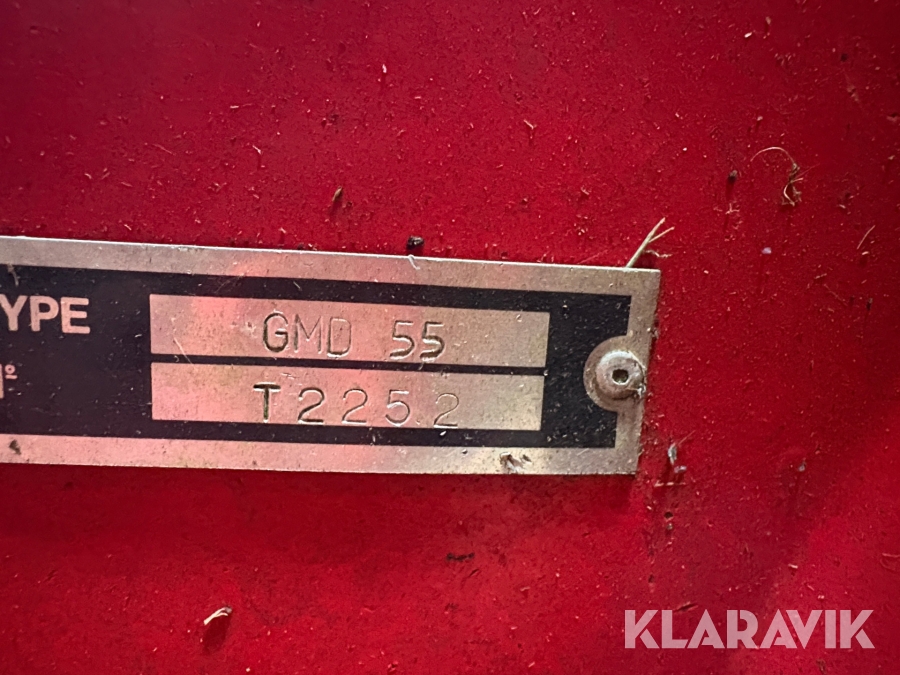 YPE GMD 55
º T2252
KLARAVIK